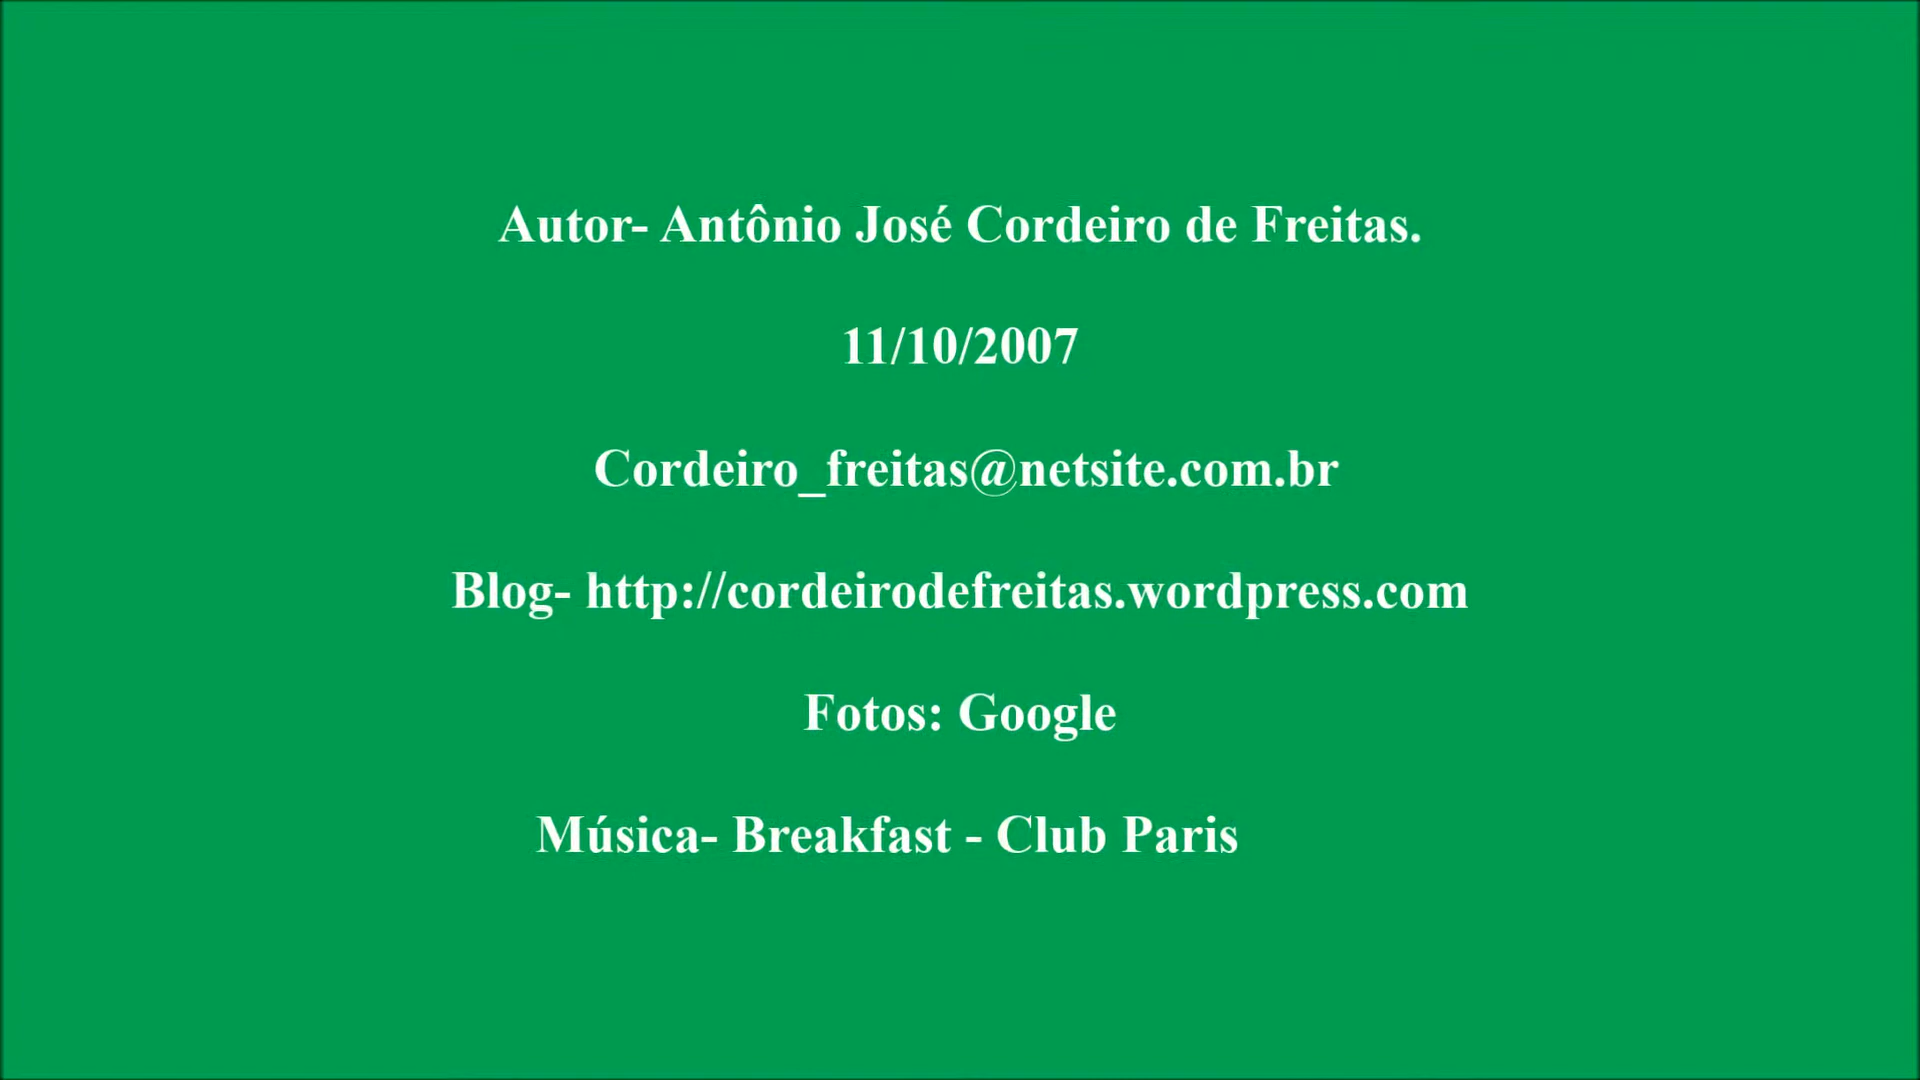 Autor- Antônio José Cordeiro de Freitas.
11/10/2007
Cordeiro_freitas@netsite.com.br
Blog- http://cordeirodefreitas.wordpress.com
Fotos: Google
Música- Breakfast - Club Paris